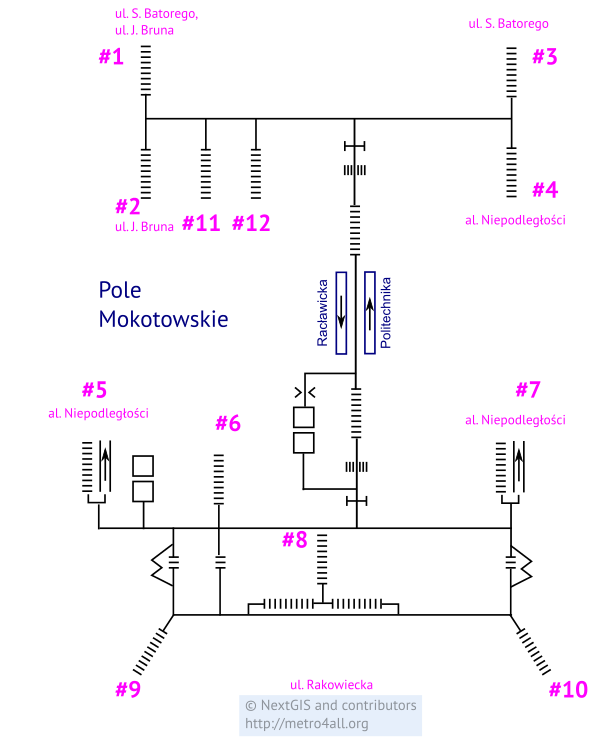 ul. S. Batorego,
ul. J. Bruna
ul. S. Batorego
#1
#3
#2
#4
ul. J. Bruna
#11
#12
al. Niepodległości
Pole
Mokotowskie
Racławicka
Politechnika
#5
#7
al. Niepodległości
#6
al. Niepodległości
#8
#9
ul. Rakowiecka
#10
© NextGIS and contributors
http://metro4all.org